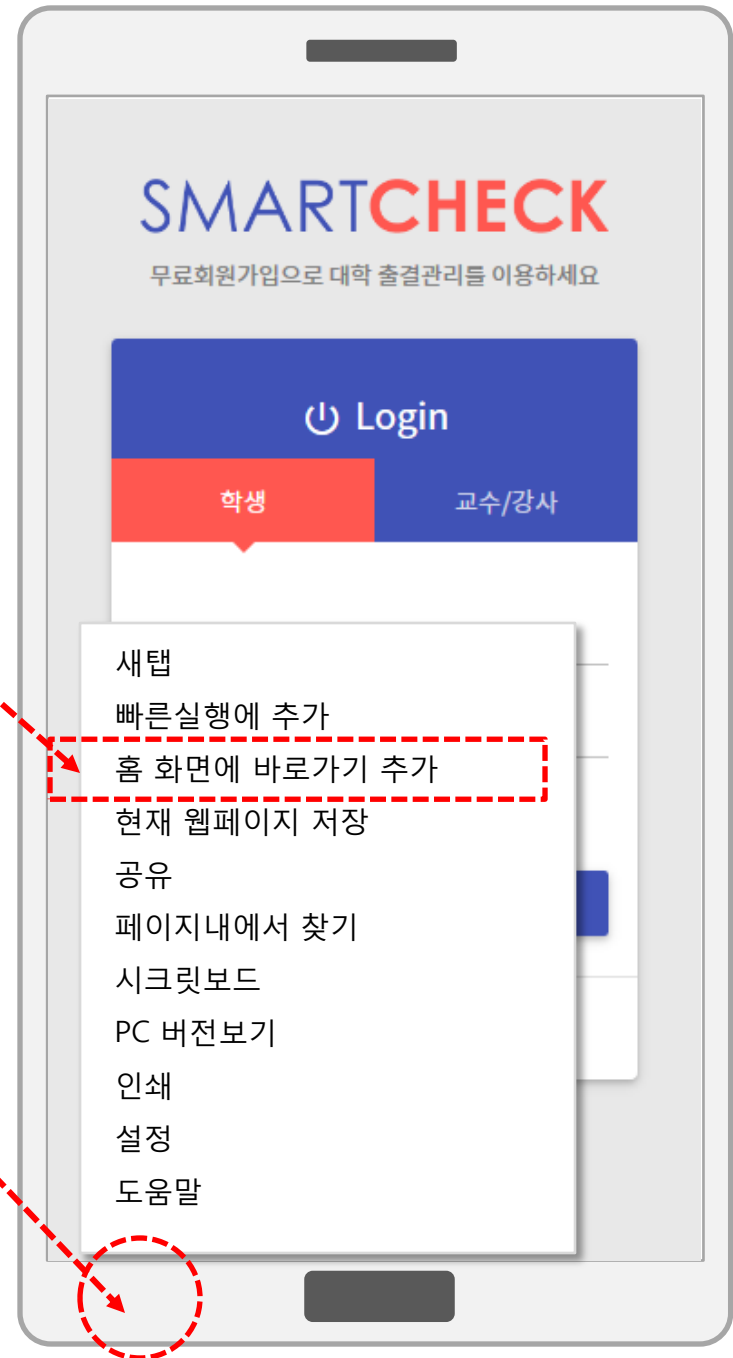 SMARTCHECK
무료회원가입으로 대학 출결관리를 이용하세요
Login
학생
교수/강사
새탭
빠른실행에 추가
홈 화면에 바로가기 추가
현재 웹페이지 저장
공유
페이지내에서 찾기
시크릿보드
PC 버전보기
인쇄
설정
도움말